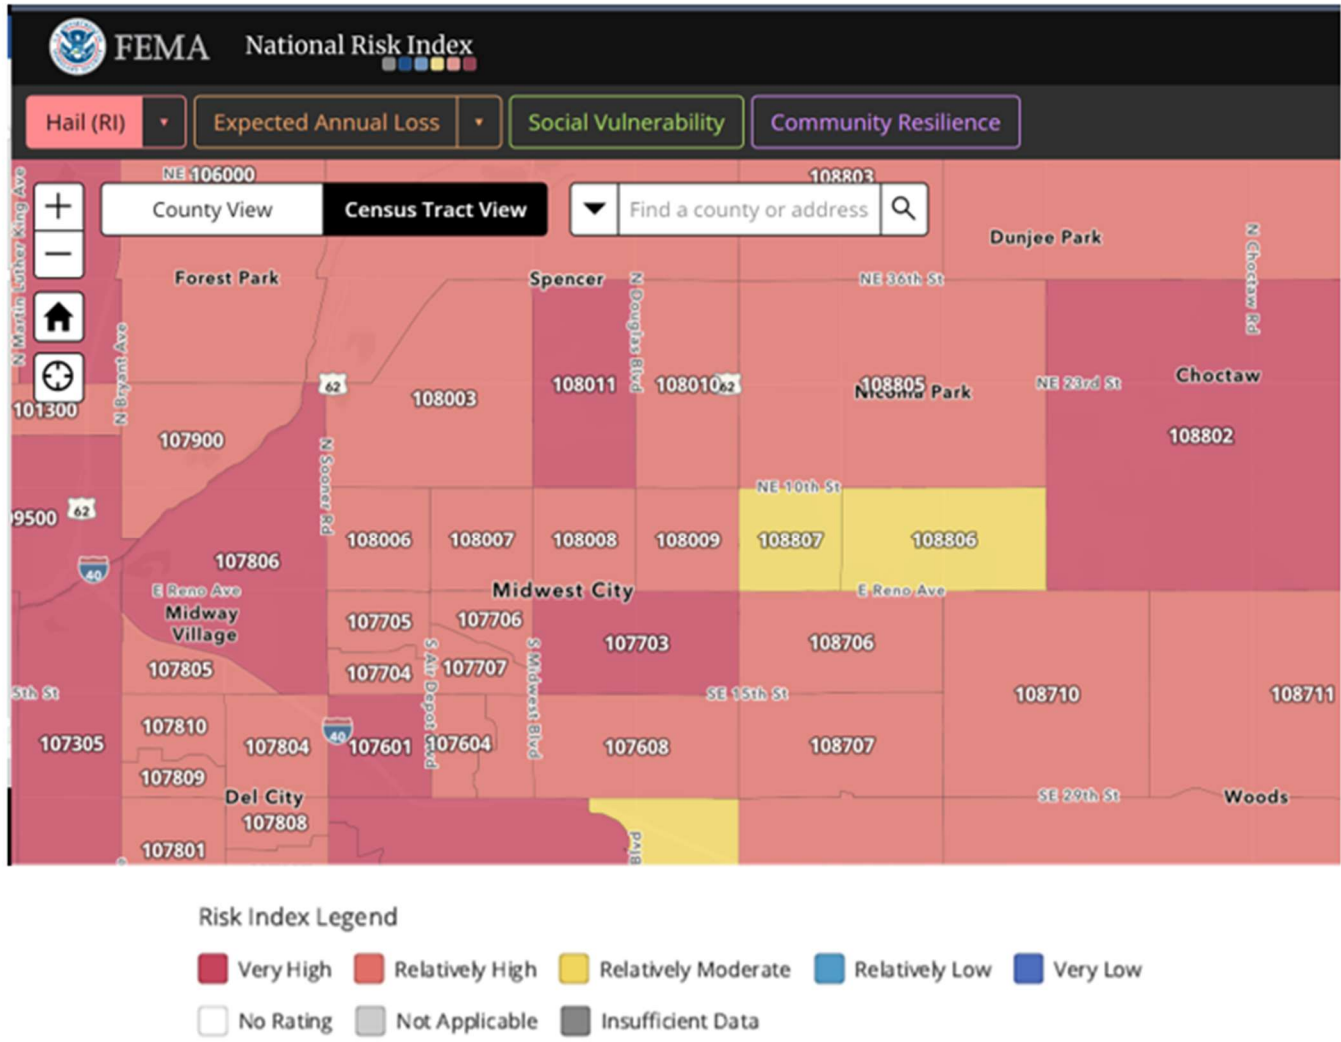 FEMA National Risk Index
Hail (RI) Expected Annual Loss Social Vulnerability Community Resilience
NE 106000
108803
County View Census Tract View Find a county or address
N Martin Luther King Ave
Dunjee Park
N Choctaw Rd
Forest Park
Spencer
N Douglas Blvd
NE 36th St
N Bryant Ave
62
108011
108010
62
108805
Park
NE 23rd St
Choctaw
101300
108003
107900
108802
N Sooner Rd
NE 10th St
9500
62
108006
108007
108008
108009
108807
108806
107806
40
E Reno Ave
Midwest City
E Reno Ave
Midway
Village
107705
107706
107703
108706
107805
107704
S Air Depot
107707
S Midwest Blvd
5th St
SE 15th St
108710
108711
107810
107305
107804
40
107601
107604
107608
108707
107809
Del City
SE 29th St
Woods
107808
107801
Blvd
Risk Index Legend
Very High Relatively High Relatively Moderate Relatively Low Very Low
No Rating Not Applicable Insufficient Data